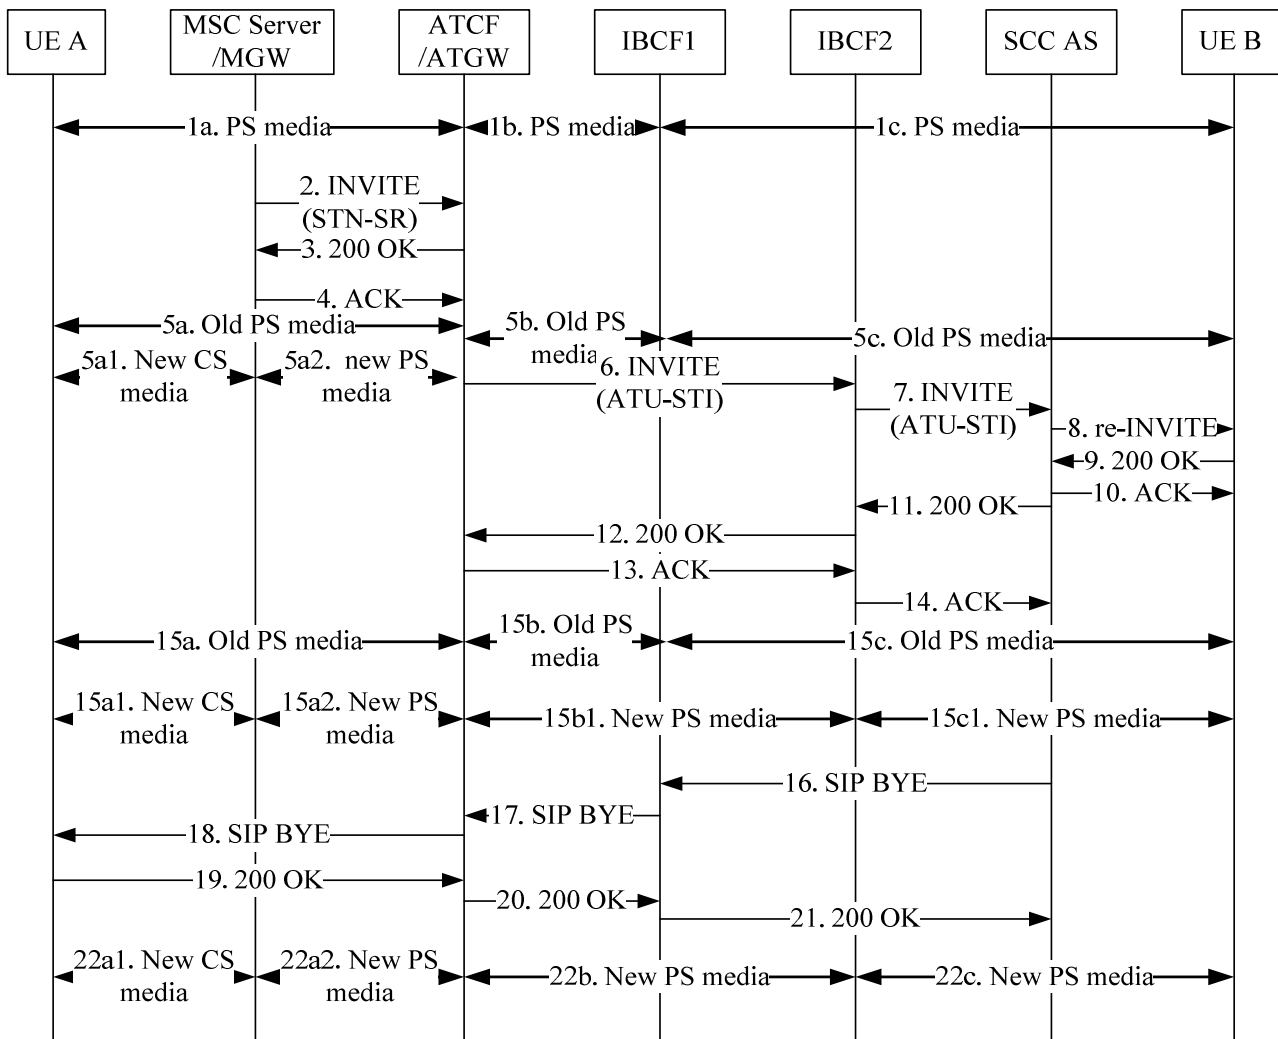 UE A
MSC Server
/MGW
ATCF
/ATGW
IBCF1
IBCF2
SCC AS
UE B
1a. PS media
1b. PS media
1c. PS media
2. INVITE
(STN-SR)
3. 200 OK
4. ACK
5a. Old PS media
5b. Old PS
media
5c. Old PS media
5a1. New CS
media
5a2. new PS
media
6. INVITE
(ATU-STI)
7. INVITE
(ATU-STI)
8. re-INVITE
9. 200 OK
10. ACK
11. 200 OK
12. 200 OK
13. ACK
14. ACK
15a. Old PS media
15b. Old PS
media
15c. Old PS media
15a1. New CS
media
15a2. New PS
media
15b1. New PS media
15c1. New PS media
16. SIP BYE
17. SIP BYE
18. SIP BYE
19. 200 OK
20. 200 OK
21. 200 OK
22a1. New CS
media
22a2. New PS
media
22b. New PS media
22c. New PS media